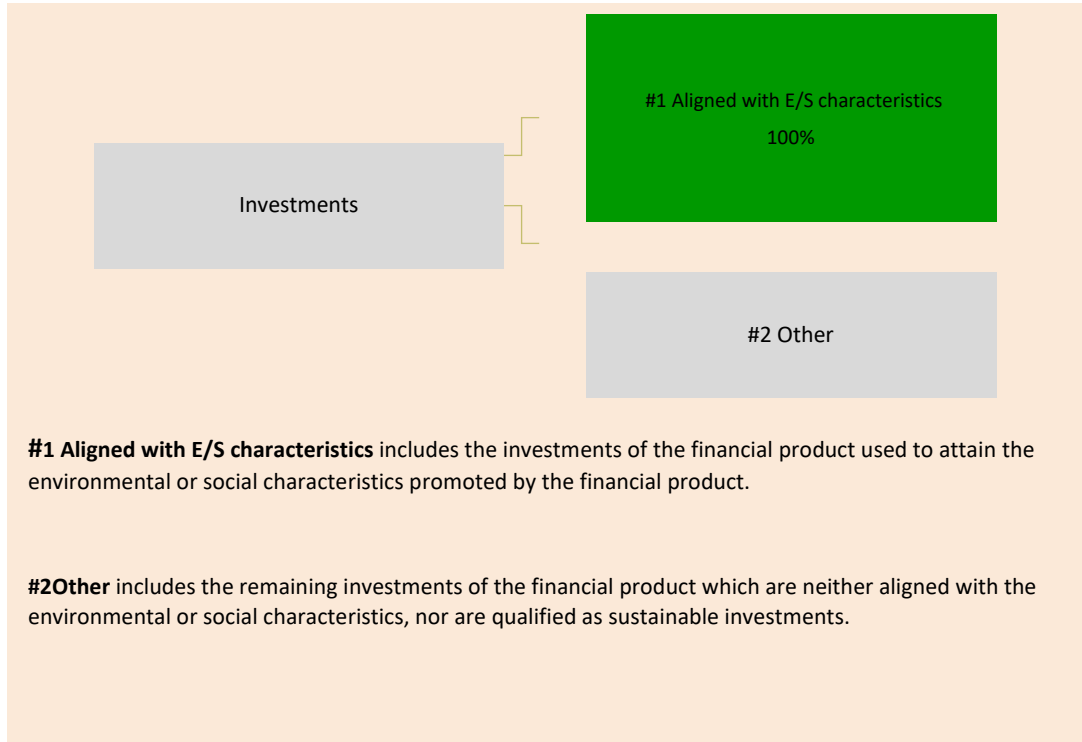 #1 Aligned with E/S characteristics
100%
Investments
#2 Other
#1 Aligned with E/S characteristics includes the investments of the financial product used to attain the
environmental or social characteristics promoted by the financial product.
#2Other includes the remaining investments of the financial product which are neither aligned with the
environmental or social characteristics, nor are qualified as sustainable investments.